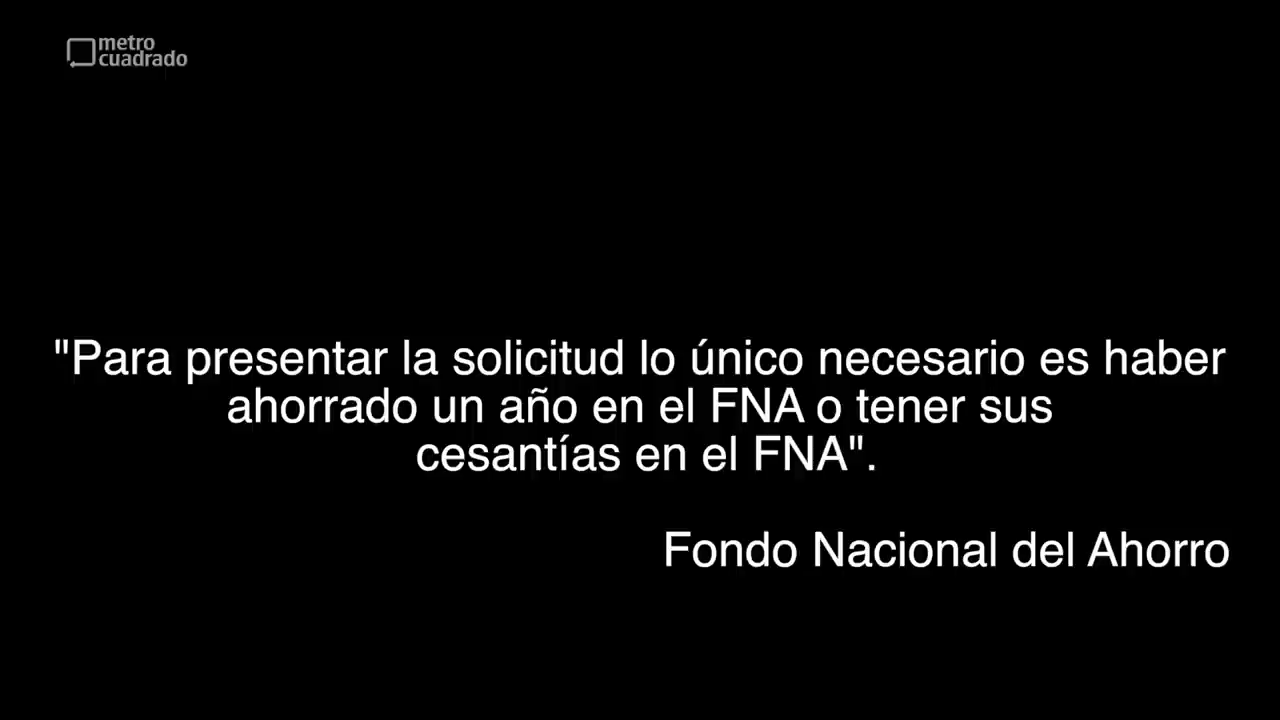 metro
cuadrado
"Para presentar la solicitud lo único necesario es haber
ahorrado un año en el FNA o tener sus
cesantías en el FNA".
Fondo Nacional del Ahorro